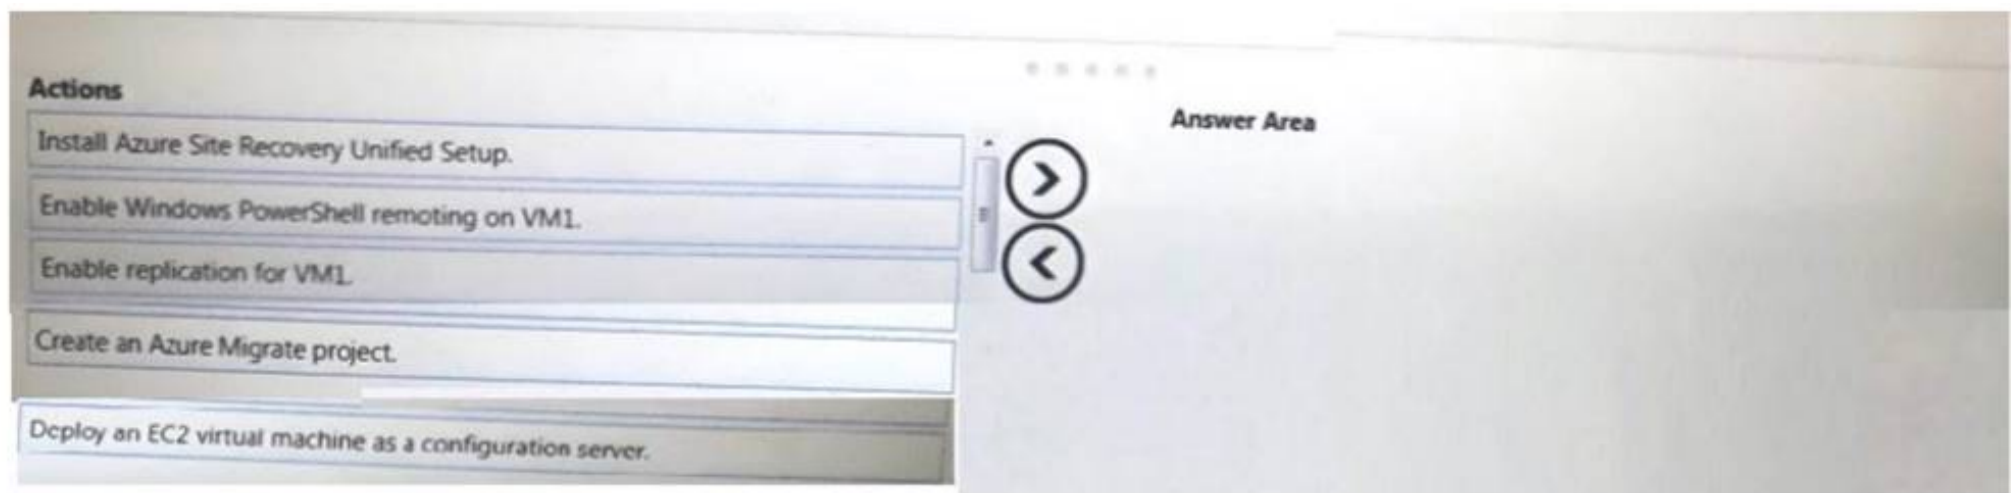 Actions
Answer Area
Install Azure Site Recovery Unified Setup.
Enable Windows PowerShell remoting on VM1.
Enable replication for VM1.
Create an Azure Migrate project.
Deploy an EC2 virtual machine as a configuration server.